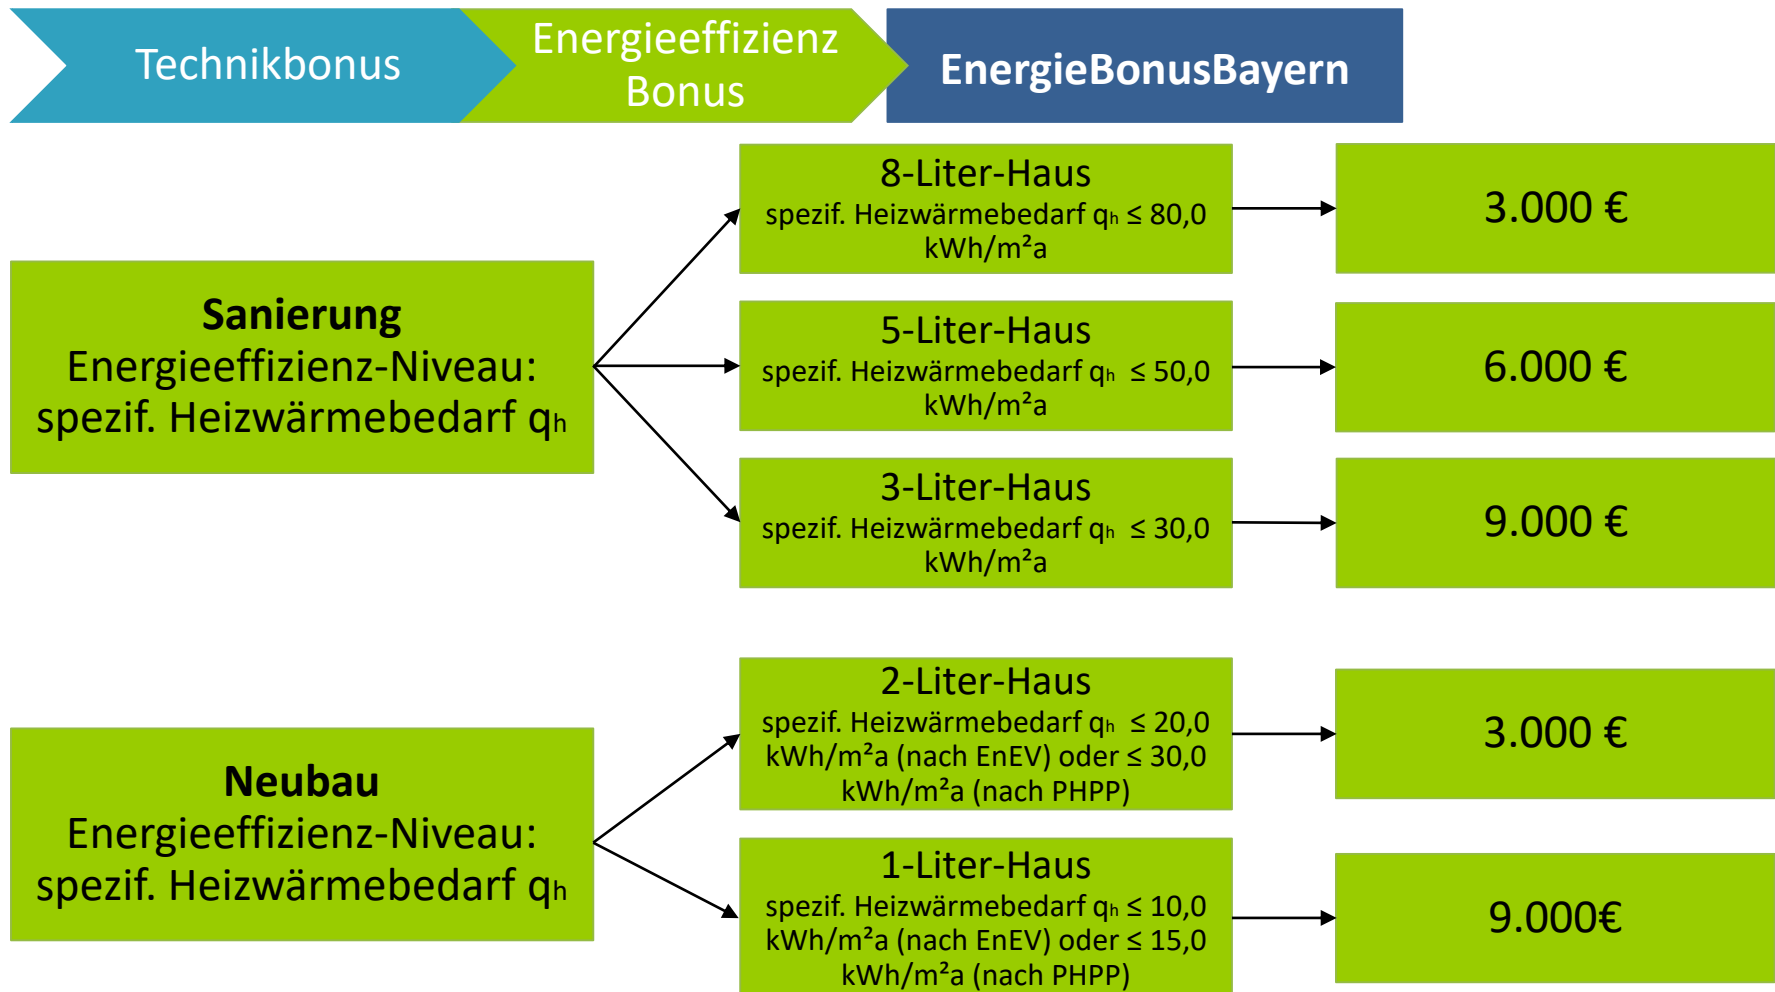 Technikbonus
Energieeffizienz
Bonus
EnergieBonusBayern
Sanierung
Energieeffizienz-Niveau:
spezif. Heizwärmebedarf qh
8-Liter-Haus
spezif. Heizwärmebedarf qh ≤ 80,0
kWh/m²a
3.000 €
5-Liter-Haus
spezif. Heizwärmebedarf qh ≤ 50,0
kWh/m²a
6.000 €
3-Liter-Haus
spezif. Heizwärmebedarf qh ≤ 30,0
kWh/m²a
9.000 €
Neubau
Energieeffizienz-Niveau:
spezif. Heizwärmebedarf qh
2-Liter-Haus
spezif. Heizwärmebedarf qh ≤ 20,0
kWh/m²a (nach EnEV) oder ≤ 30,0
kWh/m²a (nach PHPP)
3.000 €
1-Liter-Haus
spezif. Heizwärmebedarf qh ≤ 10,0
kWh/m²a (nach EnEV) oder ≤ 15,0
kWh/m²a (nach PHPP)
9.000€